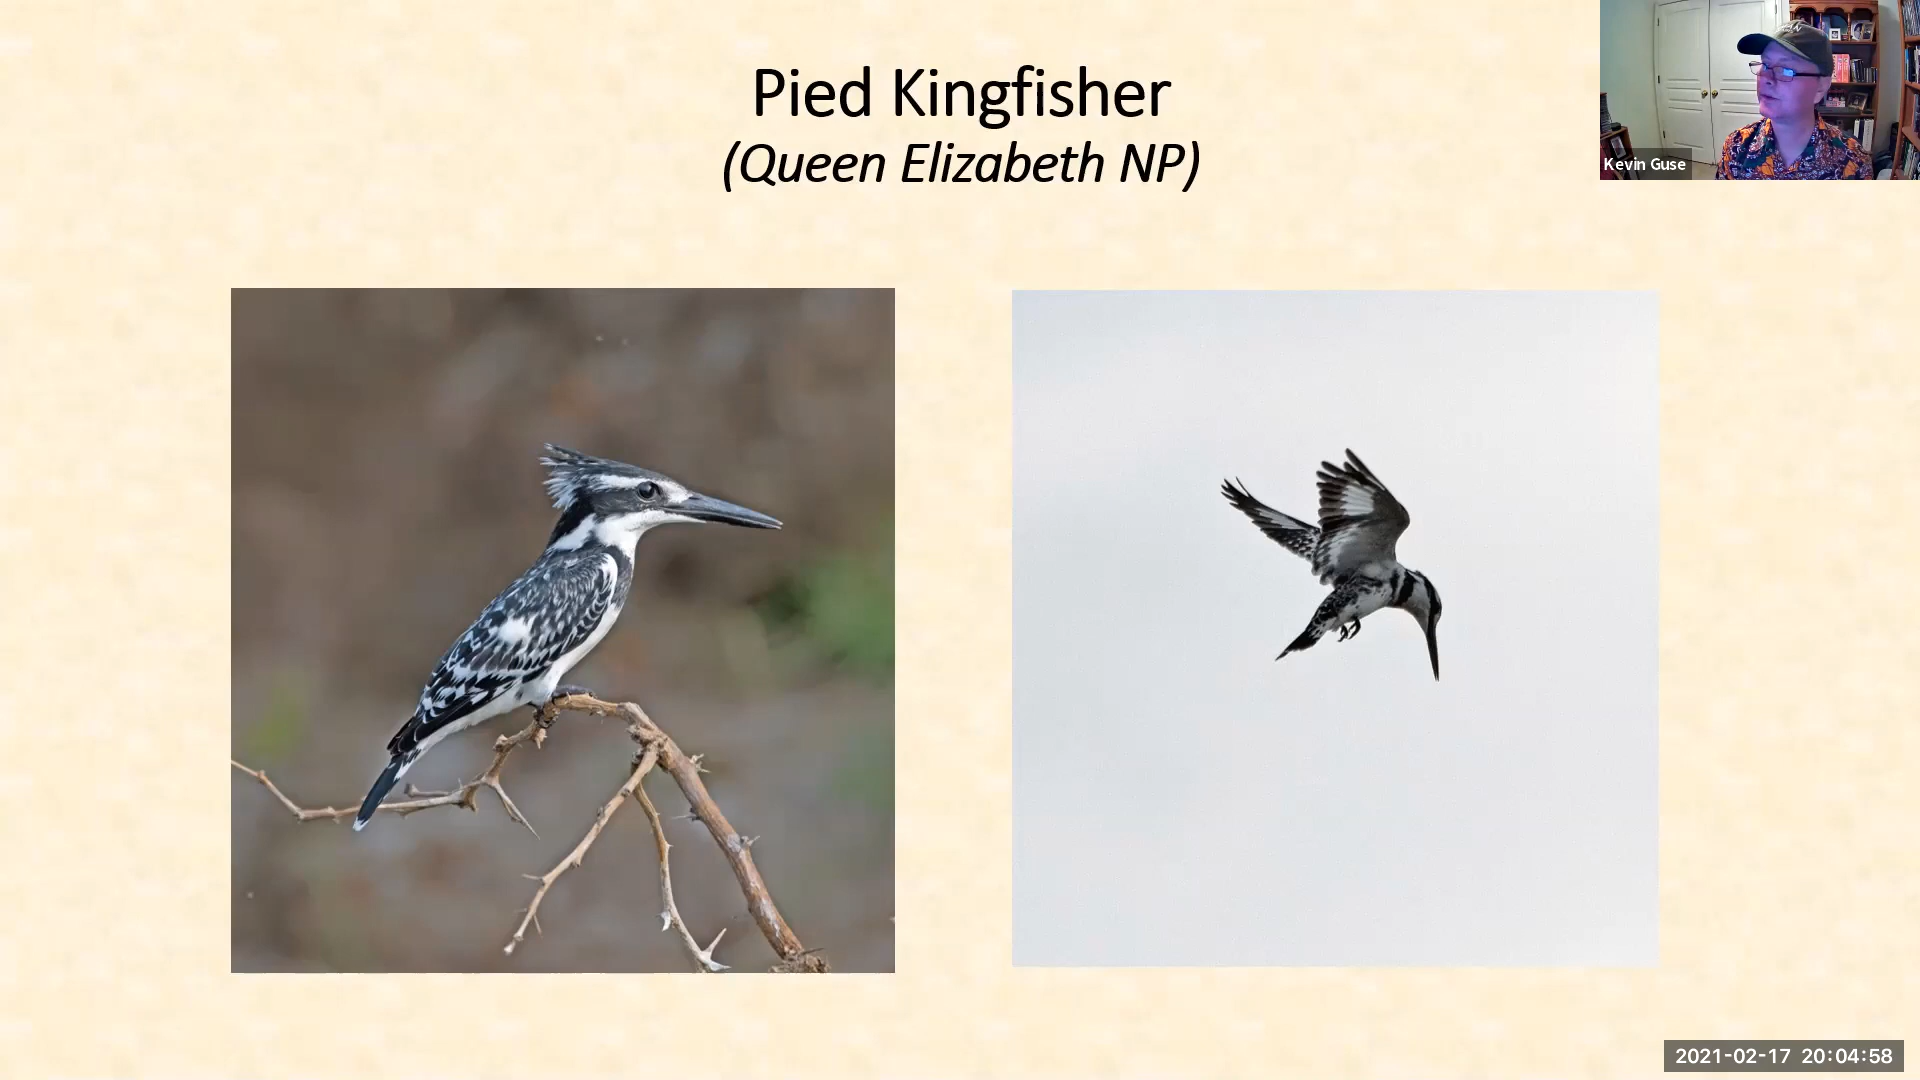 Pied Kingfisher
(Queen Elizabeth NP)
Kevin Guse
2021-02-17 20:04:58